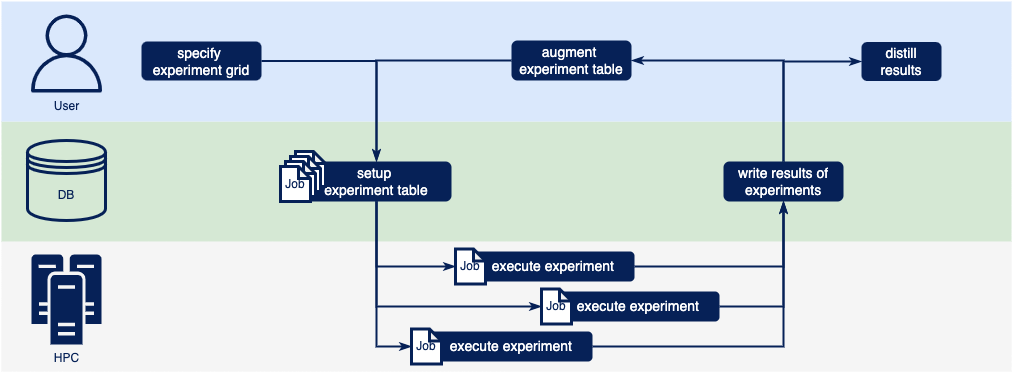 specify
experiment grid
augment
experiment table
distill
results
User
Job
setup
experiment table
write results of
experiments
DB
Job
execute experiment
Job
execute experiment
Job
execute experiment
HPC